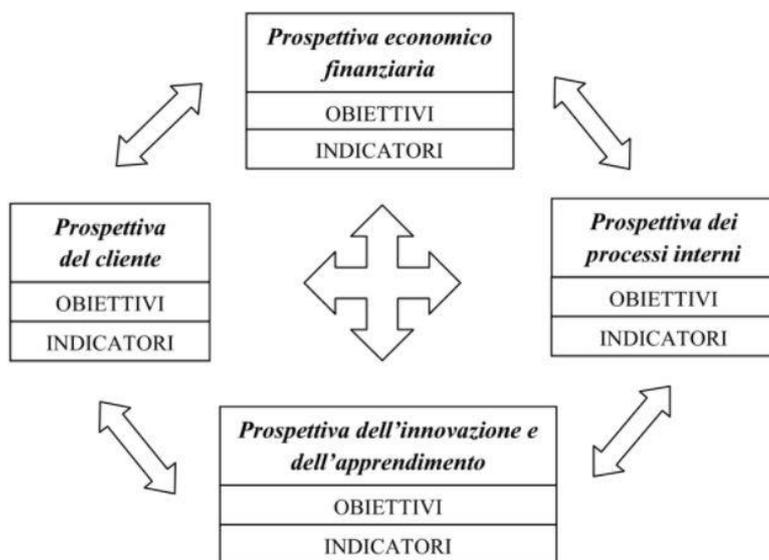 Prospettiva economico
finanziaria
OBIETTIVI
INDICATORI
Prospettiva
del cliente
OBIETTIVI
INDICATORI
Prospettiva dei
processi interni
OBIETTIVI
INDICATORI
Prospettiva dell’innovazione e
dell’apprendimento
OBIETTIVI
INDICATORI